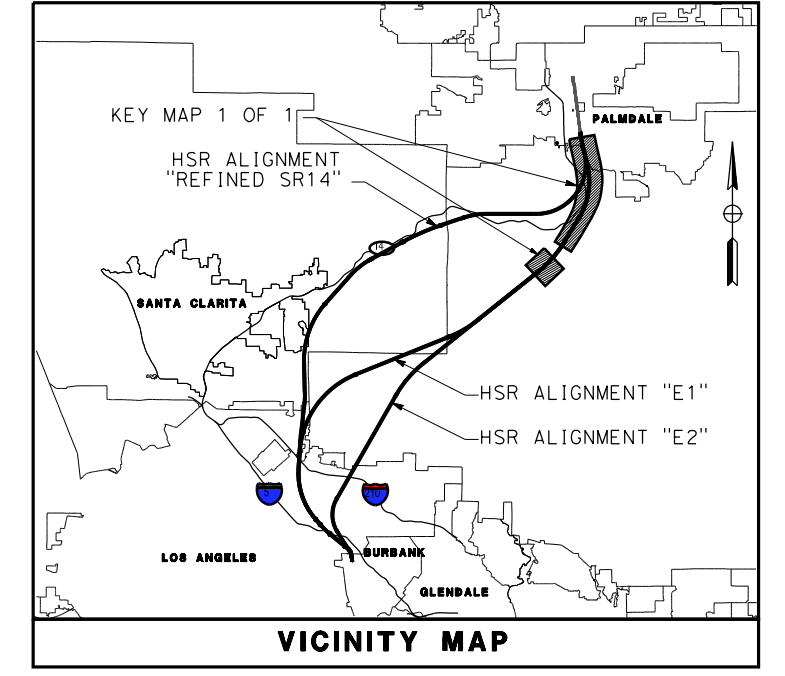 PALMDALE
KEY MAP 1 OF 1
HSR ALIGNMENT
"REFINED SR14"
14
SANTA CLARITA
HSR ALIGNMENT "E1"
HSR ALIGNMENT "E2"
5
210
LOS ANGELES
BURBANK
GLENDALE
VICINITY MAP